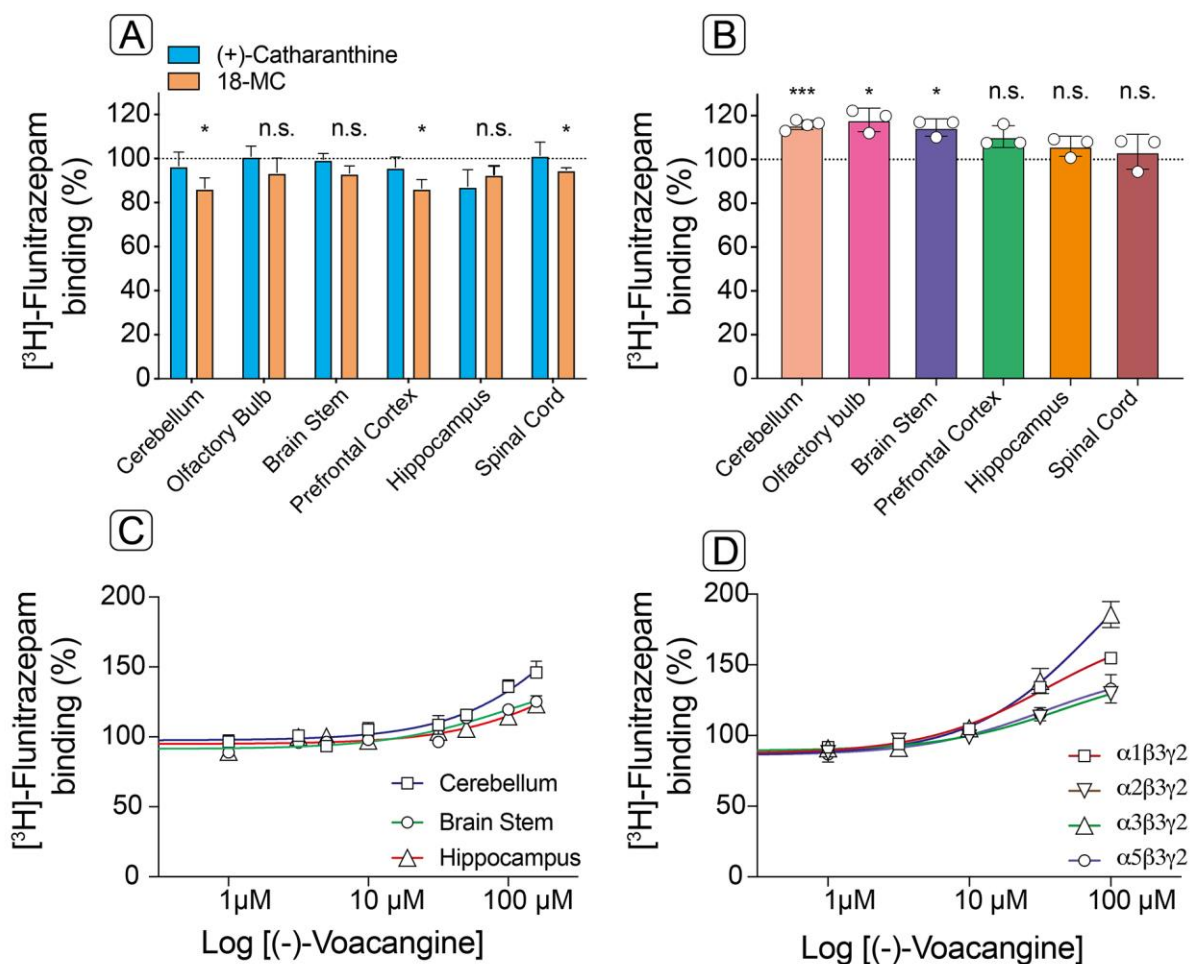 A
(+)-Catharanthine
18-MC
[³H]-Flunitrazepam
binding (%)
120
100
80
60
40
20
0
*
n.s.
n.s.
*
n.s.
*
Cerebellum
Olfactory Bulb
Brain Stem
Prefrontal Cortex
Hippocampus
Spinal Cord
B
[³H]-Flunitrazepam
binding (%)
120
100
80
60
40
20
0
***
*
*
n.s.
n.s.
n.s.
Cerebellum
Olfactory bulb
Brain Stem
Prefrontal Cortex
Hippocampus
Spinal Cord
C
[³H]-Flunitrazepam
binding (%)
200
150
100
50
0
Cerebellum
Brain Stem
Hippocampus
1µM
10 µM
100 µM
Log [(-)-Voacangine]
D
[³H]-Flunitrazepam
binding (%)
200
150
100
50
0
α1β3γ2
α2β3γ2
α3β3γ2
α5β3γ2
1µM
10 µM
100 µM
Log [(-)-Voacangine]